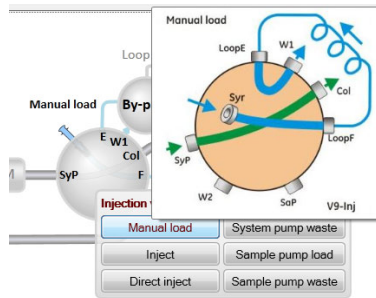 Manual load
LoopE
W1
Col
Syr
LoopF
SyP
W2
SaP
V9-Inj
Loop
Manual load
By-p
E
W1
Col
SyP
F
Injection
Manual load
System pump waste
Inject
Sample pump load
Direct inject
Sample pump waste